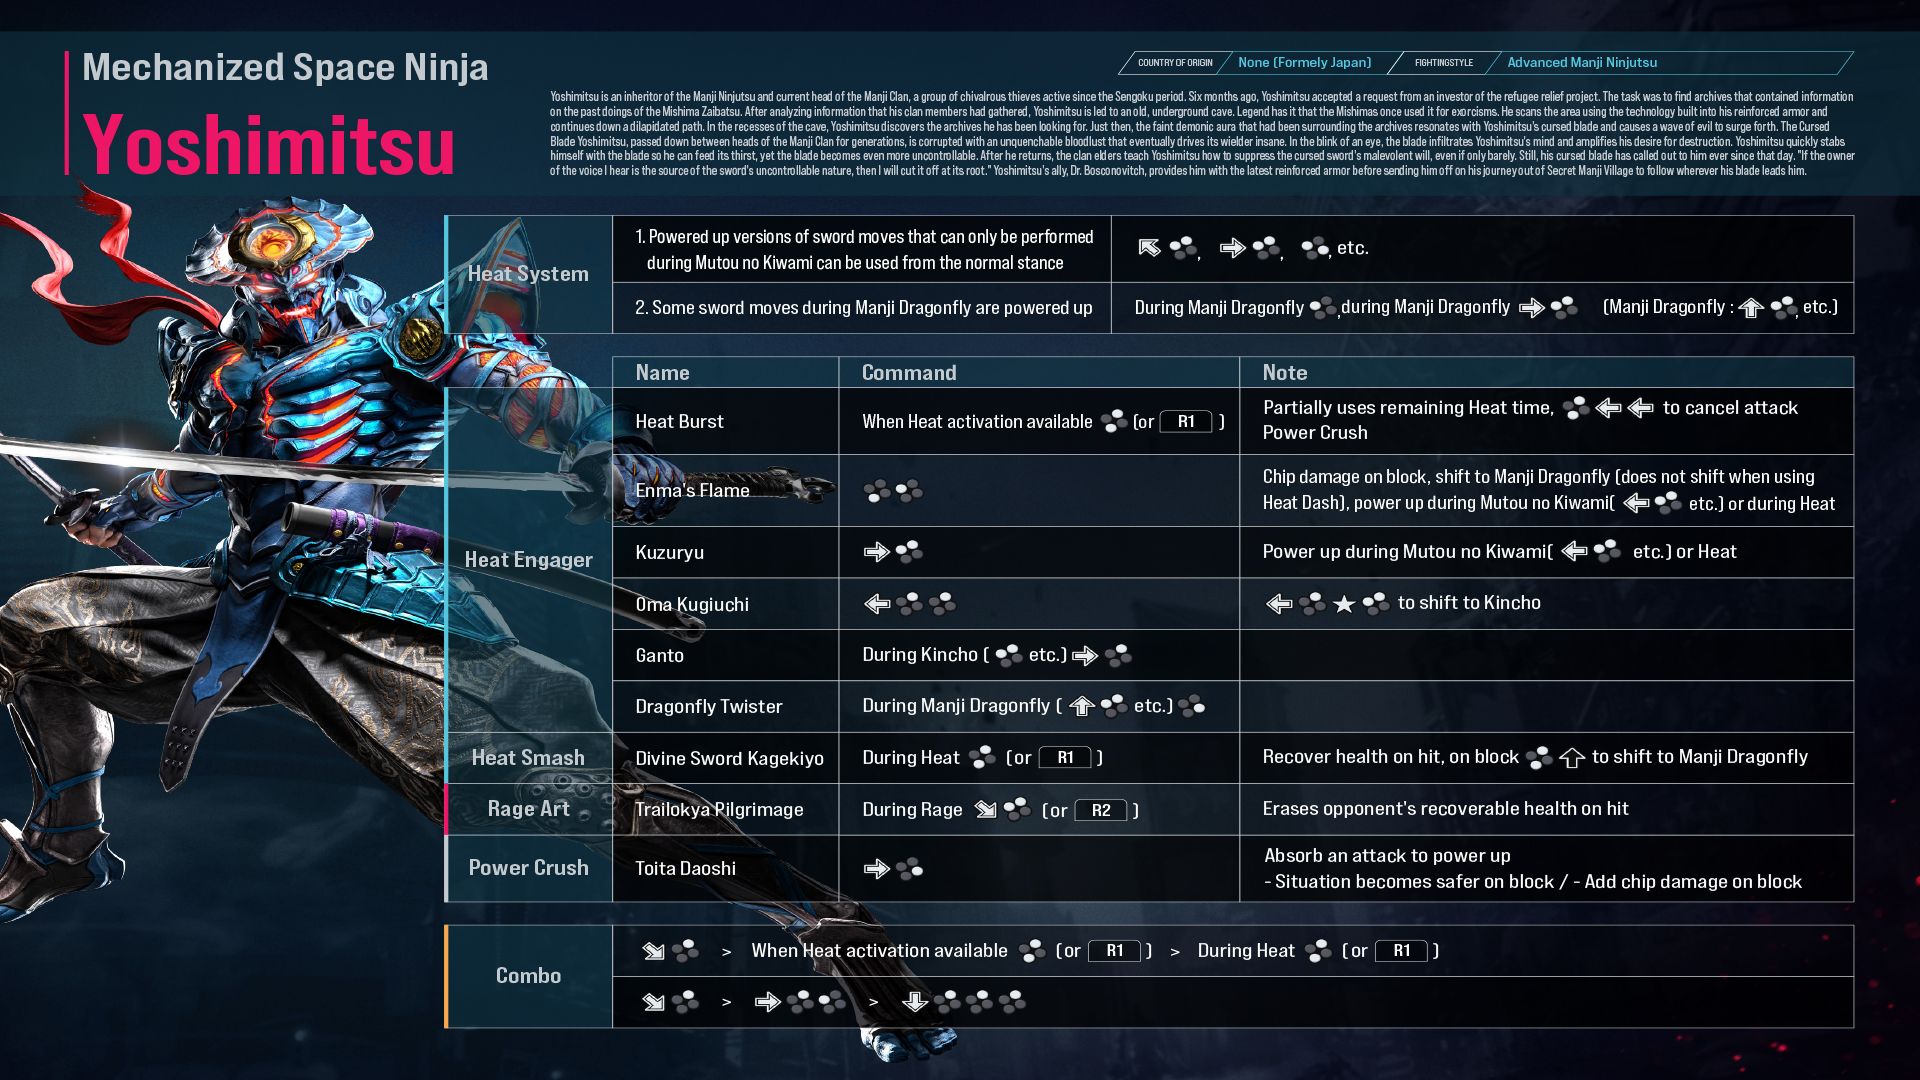 Mechanized Space Ninja
Yoshimitsu
COUNTRY OF ORIGIN None (Formely Japan) FIGHTINGSTYLE Advanced Manji Ninjutsu
Yoshimitsu is an inheritor of the Manji Ninjutsu and current head of the Manji Clan, a group of chivalrous thieves active since the Sengoku period. Six months ago, Yoshimitsu accepted a request from an investor of the refugee relief project. The task was to find archives that contained information
on the past doings of the Mishima Zaibatsu. After analyzing information that his clan members had gathered, Yoshimitsu is led to an old, underground cave. Legend has it that the Mishimas once used it for exorcisms. He scans the area using the technology built into his reinforced armor and
continues down a dilapidated path. In the recesses of the cave, Yoshimitsu discovers the archives he has been looking for. Just then, the faint demonic aura that had been surrounding the archives resonates with Yoshimitsu's cursed blade and causes a wave of evil to surge forth. The Cursed
Blade Yoshimitsu, passed down between heads of the Manji Clan for generations, is corrupted with an unquenchable bloodlust that eventually drives its wielder insane. In the blink of an eye, the blade infiltrates Yoshimitsu's mind and amplifies his desire for destruction. Yoshimitsu quickly stabs
himself with the blade so he can feed its thirst, yet the blade becomes even more uncontrollable. After he returns, the clan elders teach Yoshimitsu how to suppress the cursed sword's malevolent will, even if only barely. Still, his cursed blade has called out to him ever since that day. "If the owner
of the voice I hear is the source of the sword's uncontrollable nature, then I will cut it off at its root." Yoshimitsu's ally, Dr. Bosconovitch, provides him with the latest reinforced armor before sending him off on his journey out of Secret Manji Village to follow wherever his blade leads him.
Heat System
1. Powered up versions of sword moves that can only be performed
during Mutou no Kiwami can be used from the normal stance
, , , etc.
2. Some sword moves during Manji Dragonfly are powered up
During Manji Dragonfly , during Manji Dragonfly (Manji Dragonfly : , etc.)
Name Command Note
Heat Engager
Heat Burst
When Heat activation available (or R1 )
Partially uses remaining Heat time, to cancel attack
Power Crush
Enma's Flame
Chip damage on block, shift to Manji Dragonfly (does not shift when using
Heat Dash), power up during Mutou no Kiwami( etc.) or during Heat
Kuzuryu
Power up during Mutou no Kiwami( etc.) or Heat
Oma Kugiuchi
to shift to Kincho
Ganto
During Kincho ( etc.)
Dragonfly Twister
During Manji Dragonfly ( etc.)
Heat Smash
Divine Sword Kagekiyo
During Heat (or R1 )
Recover health on hit, on block to shift to Manji Dragonfly
Rage Art
Trailokya Pilgrimage
During Rage (or R2 )
Erases opponent's recoverable health on hit
Power Crush
Toita Daoshi
Absorb an attack to power up
- Situation becomes safer on block / - Add chip damage on block
Combo
> When Heat activation available (or R1 ) > During Heat (or R1 )
> >